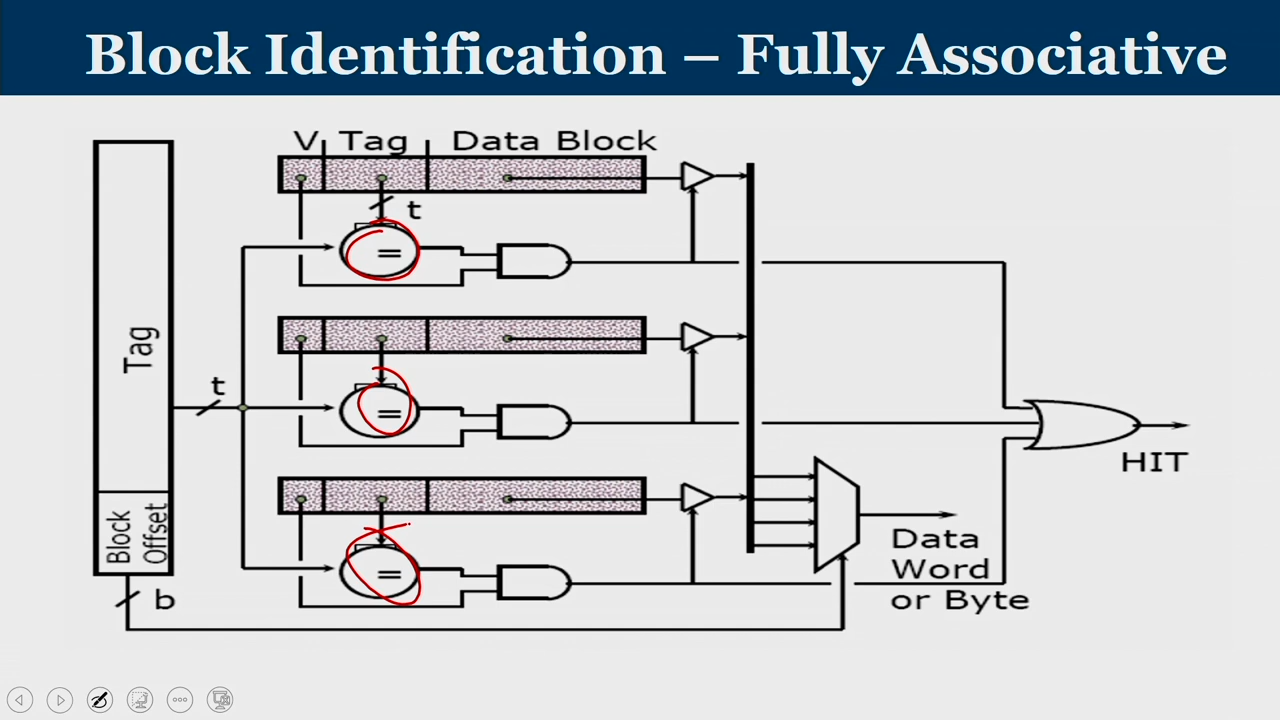 Block Identification – Fully Associative
V Tag Data Block
t
=
Tag
t
=
Block
Offset
b
=
HIT
Data
Word
or Byte